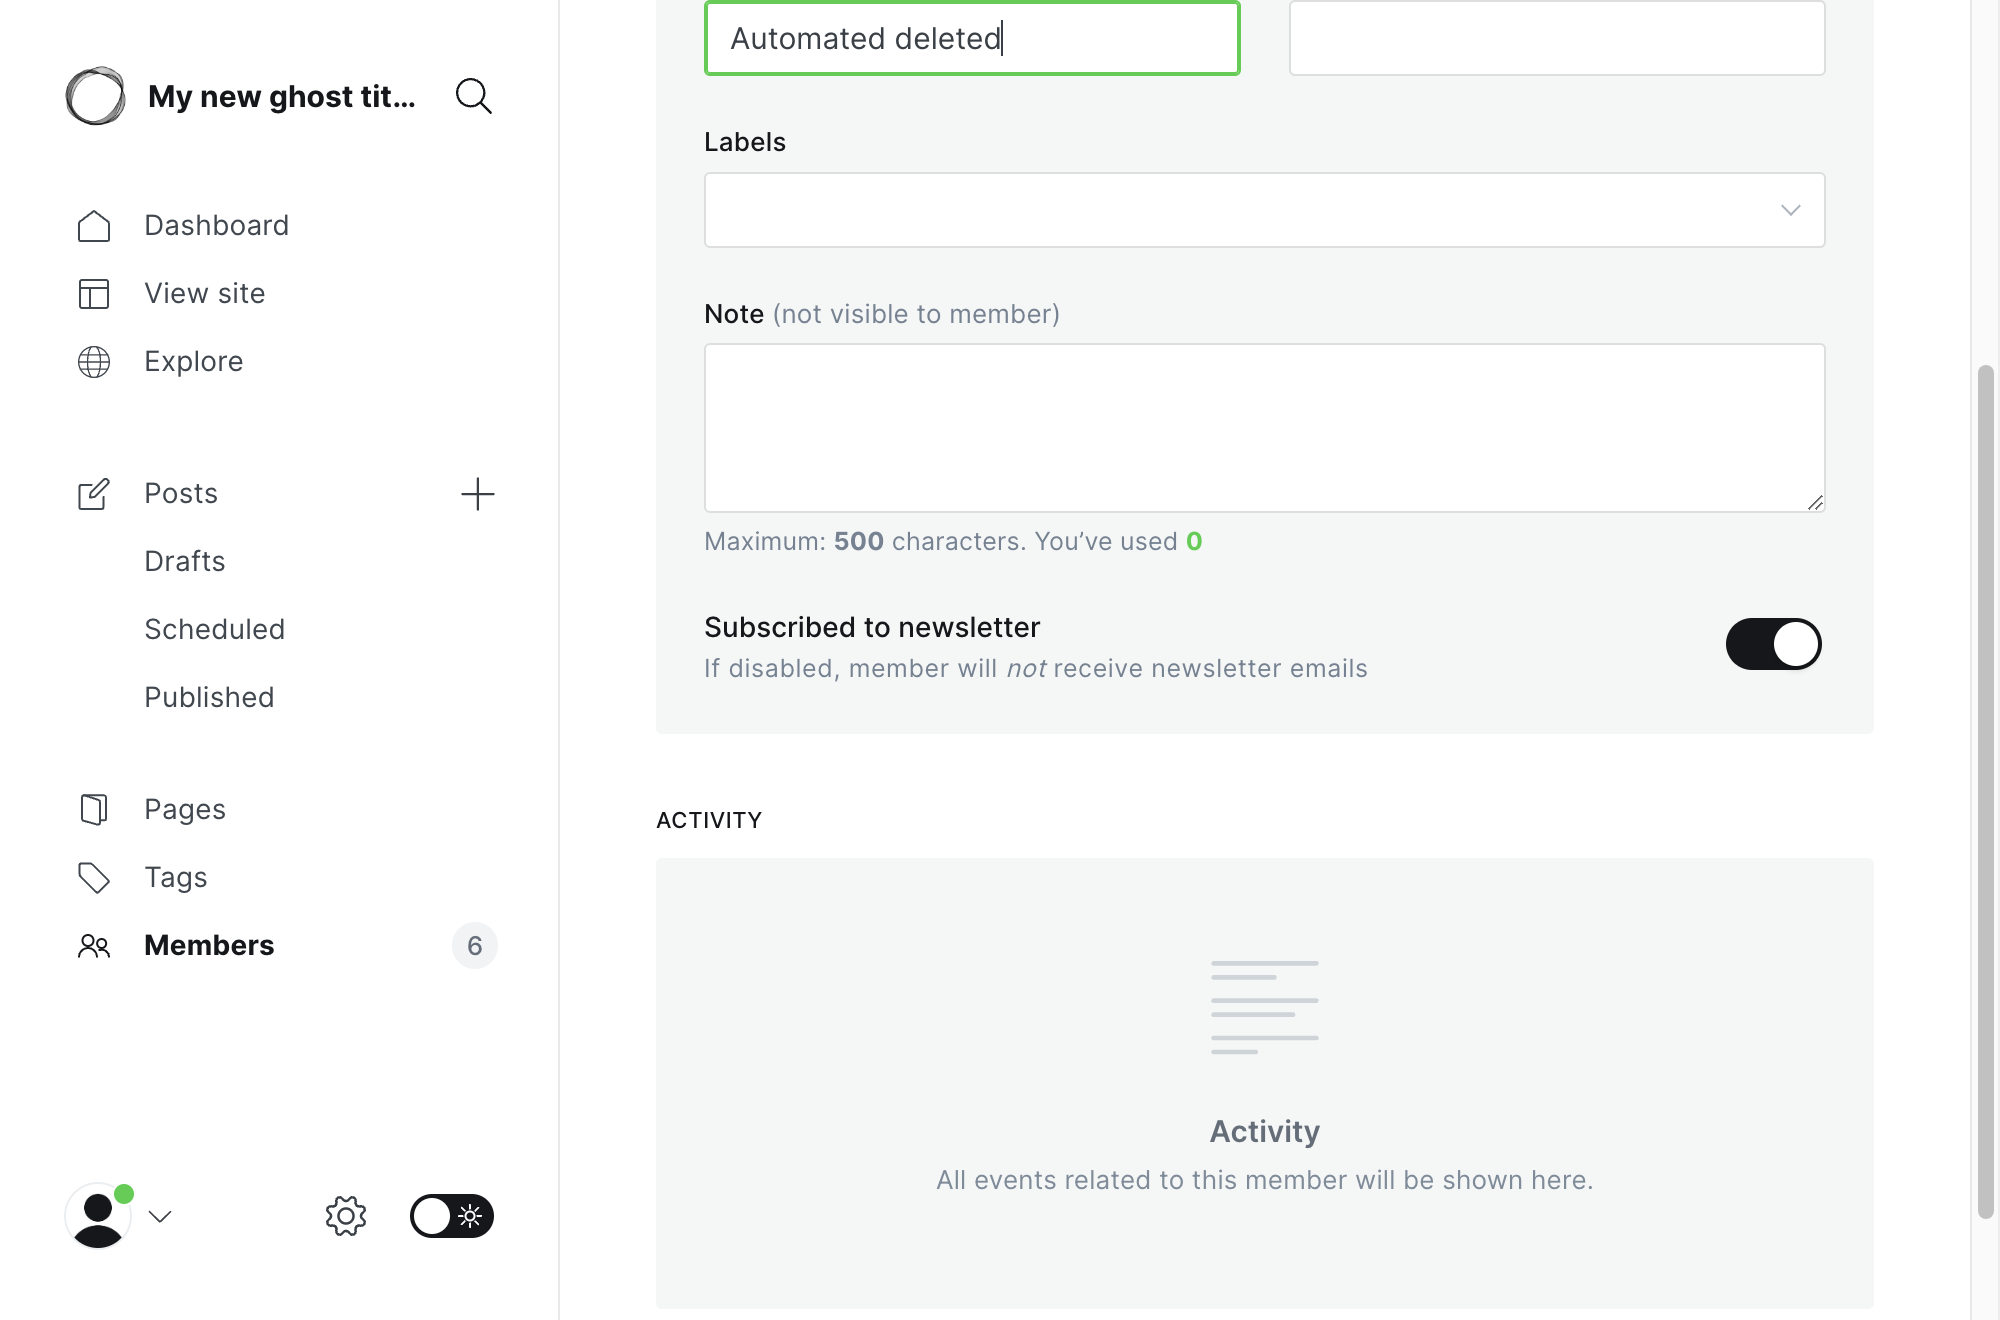 My new ghost tit...
Dashboard
View site
Explore
Posts
Drafts
Scheduled
Published
Pages
Tags
Members
6
Automated deleted
Labels
Note (not visible to member)
Maximum: 500 characters. You’ve used 0
Subscribed to newsletter
If disabled, member will not receive newsletter emails
ACTIVITY
Activity
All events related to this member will be shown here.